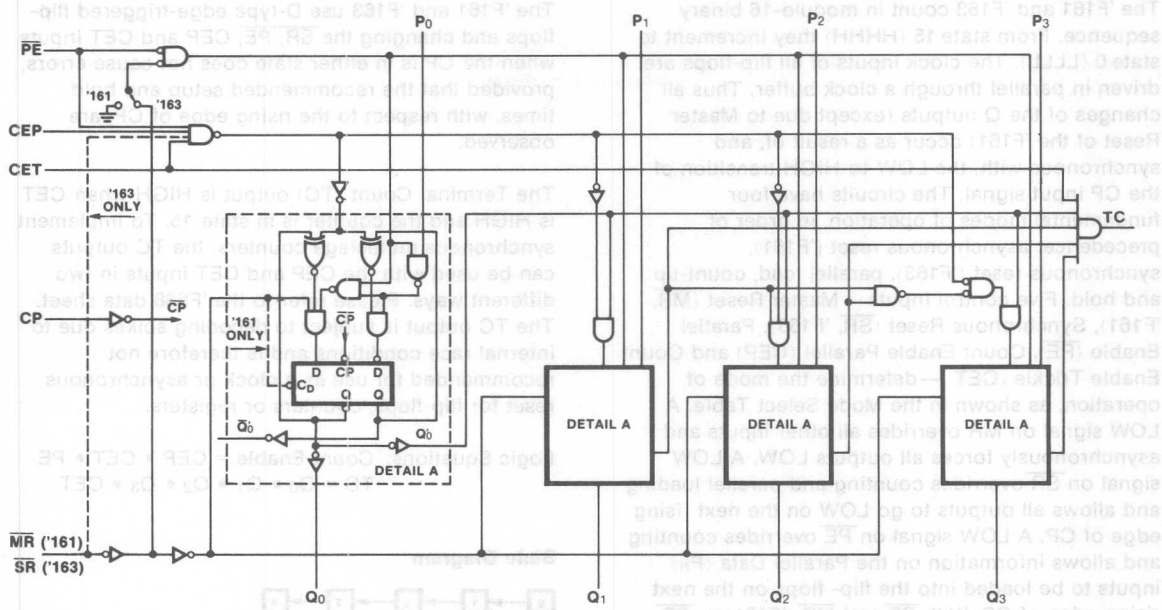 P0 P1 P2 P3
PE
'161 '163
CEP
CET
'163
ONLY
TC
CP CP
CP
'161
ONLY
D CP D
CD
Q Q
Q0 Q0
DETAIL A
DETAIL A DETAIL A DETAIL A
MR ('161)
SR ('163)
Q0 Q1 Q2 Q3
The 'F161 and 'F163 count in modulo-16 binary
sequence. From state 15 (HHHH) they increment to
state 0 (LLLL). The clock inputs of all flip-flops are
driven in parallel through a clock buffer. Thus all
changes of the Q outputs (except due to Master
Reset of the 'F161) occur as a result of, and
synchronous with, the LOW to HIGH transition of
the CP input signal. The circuits have four
fundamental modes of operation, in order of
precedence: asynchronous reset ('F161),
synchronous reset ('F163), parallel load, count-up
and hold. Five control inputs — Master Reset (MR,
'F161), Synchronous Reset (SR, 'F163), Parallel
Enable (PE), Count Enable Parallel (CEP) and Count
Enable Trickle (CET) — determine the mode of
operation, as shown in the Mode Select Table. A
LOW signal on MR overrides all other inputs and
asynchronously forces all outputs LOW. A LOW
signal on SR overrides counting and parallel loading
and allows all outputs to go LOW on the next rising
edge of CP. A LOW signal on PE overrides counting
and allows information on the Parallel Data (Pn)
inputs to be loaded into the flip-flops on the next
The 'F161 and 'F163 use D-type edge-triggered flip-
flops and changing the SR, PE, CEP and CET inputs
when the CP is in either state does not cause errors,
provided that the recommended setup and hold
times, with respect to the rising edge of CP, are
observed.
The Terminal Count (TC) output is HIGH when CET
is HIGH and the counter is in state 15. To implement
synchronous multistage counters, the TC outputs
can be used with the CEP and CET inputs in two
different ways.
The TC output is subject to decoding spikes due to
internal race conditions and is therefore not
recommended for use as a clock or asynchronous
reset for flip-flops, counters or registers.
Logic Equations: Count Enable = CEP • CET • PE
TC = Q0 • Q1 • Q2 • Q3 • CET
State Diagram